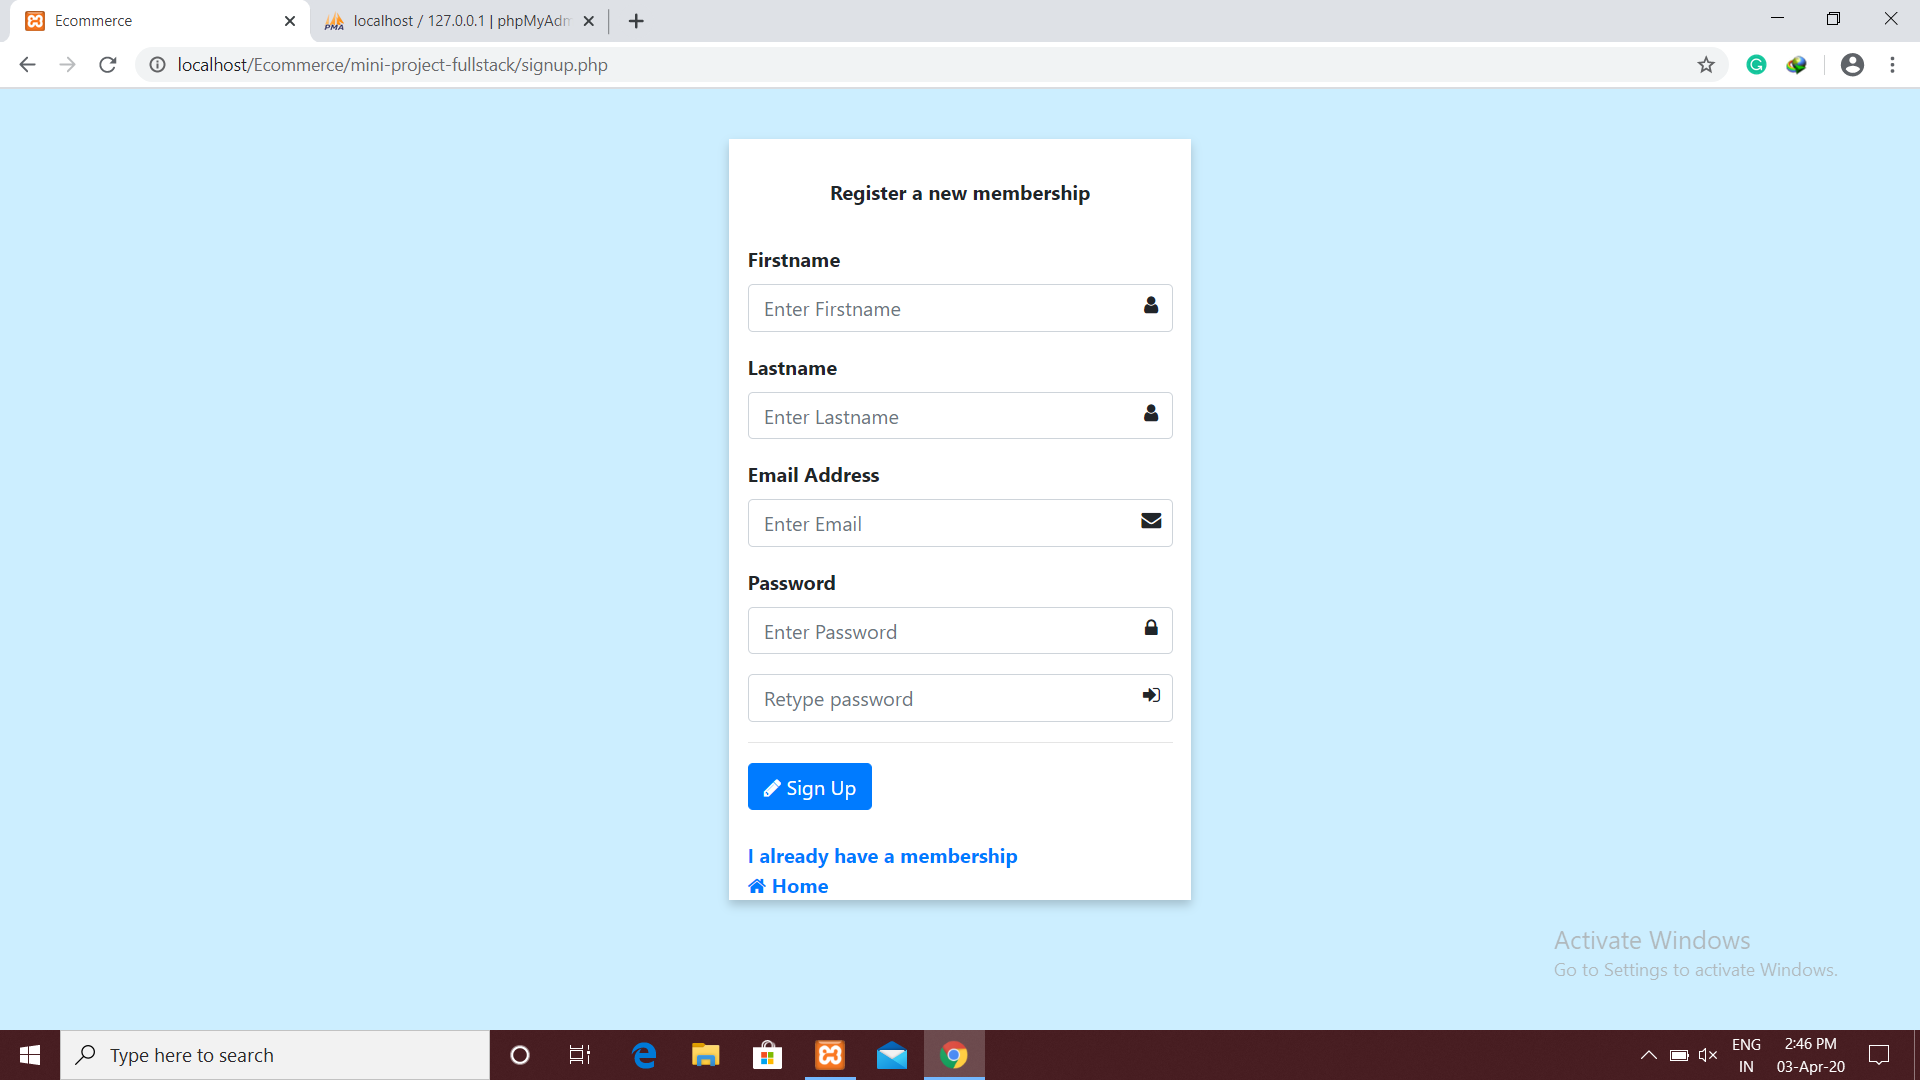 Ecommerce
localhost / 127.0.0.1 | phpMyAdm
localhost/Ecommerce/mini-project-fullstack/signup.php
Register a new membership
Firstname
Enter Firstname
Lastname
Enter Lastname
Email Address
Enter Email
Password
Enter Password
Retype password
Sign Up
I already have a membership
Home
Activate Windows
Go to Settings to activate Windows.
Type here to search
ENG
IN
2:46 PM
03-Apr-20